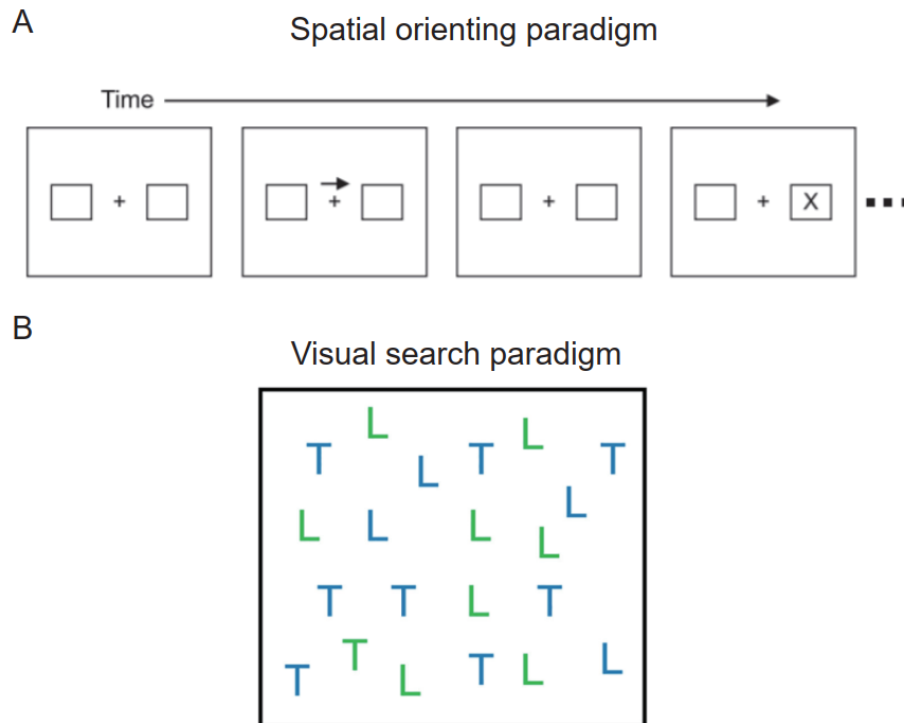 A
Spatial orienting paradigm
Time
+ + + + X
B
Visual search paradigm
L L
T L T T
L
L L L L
T T L T
T L
T L T L